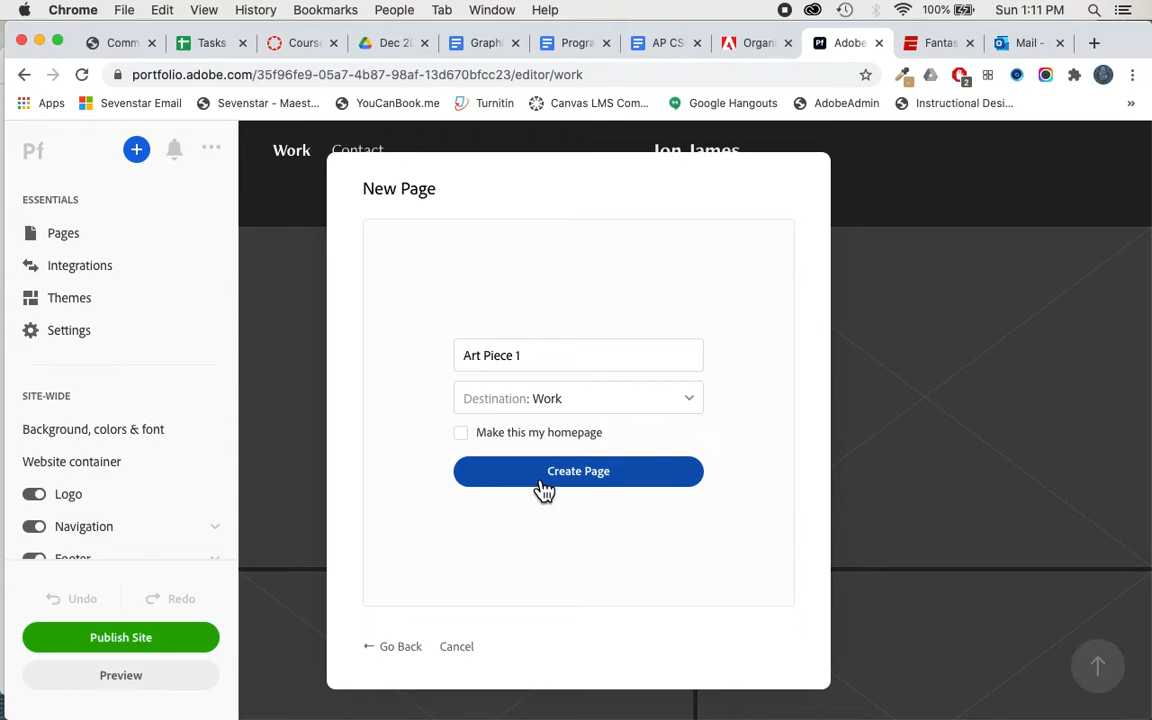 Chrome File Edit View History Bookmarks People Tab Window Help 100% Sun 1:11 PM
Comm Tasks Cours Dec 20 Graph Progra AP CS Organi Adobe Fantas Mail -
portfolio.adobe.com/35f96fe9-05a7-4b87-98af-13d670bfcc23/editor/work 2
Apps Sevenstar Email Sevenstar - Maest... YouCanBook.me Turnitin Canvas LMS Com... Google Hangouts AdobeAdmin Instructional Desi... »
Pf
Work Contact Jon James
New Page
ESSENTIALS
Pages
Integrations
Themes
Settings
Art Piece 1
Destination: Work
Make this my homepage
Create Page
SITE-WIDE
Background, colors & font
Website container
Logo
Navigation
Footer
Undo Redo
Publish Site
Preview
← Go Back Cancel